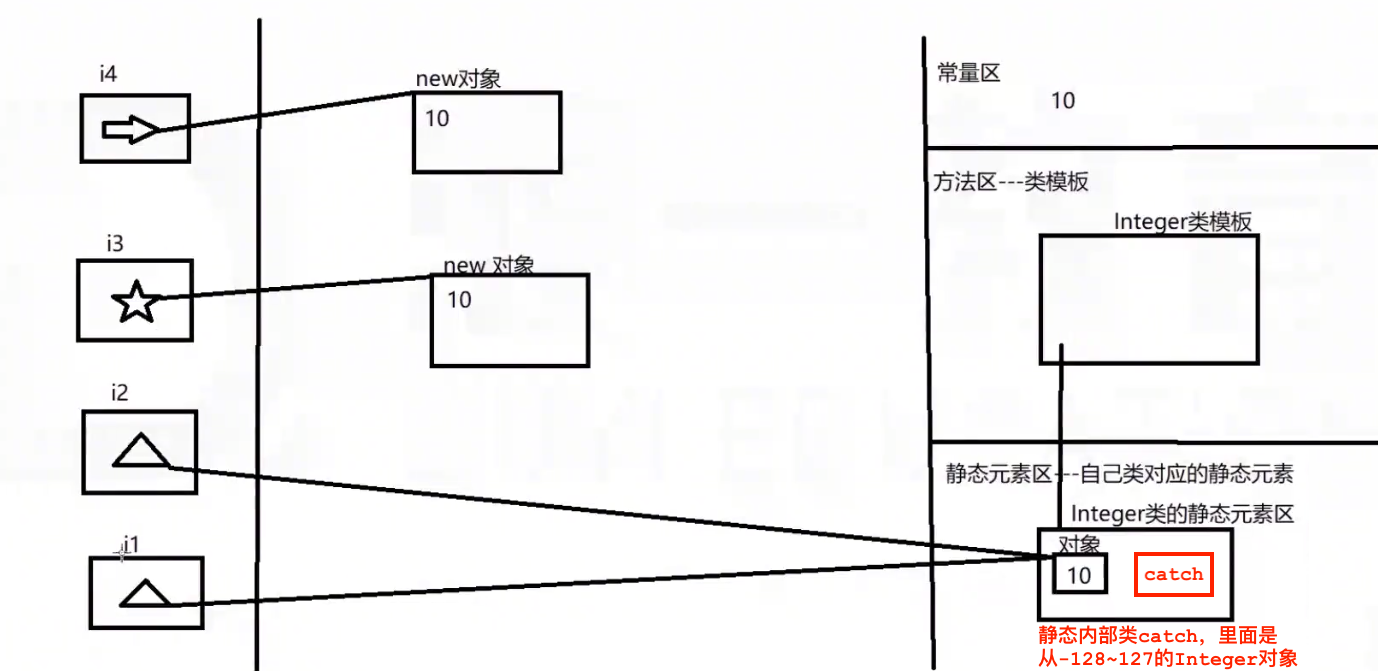 i4
new对象
10
i3
new 对象
10
i2
i1
常量区
10
方法区---类模板
Integer类模板
静态元素区---自己类对应的静态元素
Integer类的静态元素区
对象
10
catch
静态内部类catch，里面是
从-128~127的Integer对象